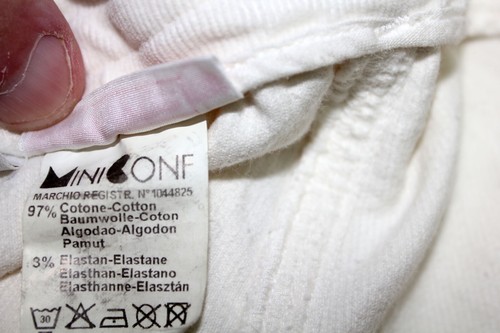 MINICONF
MARCHIO REGISTR. N° 1044825
97% Cotone-Cotton
Baumwolle-Coton
Algodao-Algodon
Pamut
3% Elastan-Elastane
Elasthan-Elastano
Elasthanne-Elasztán
30